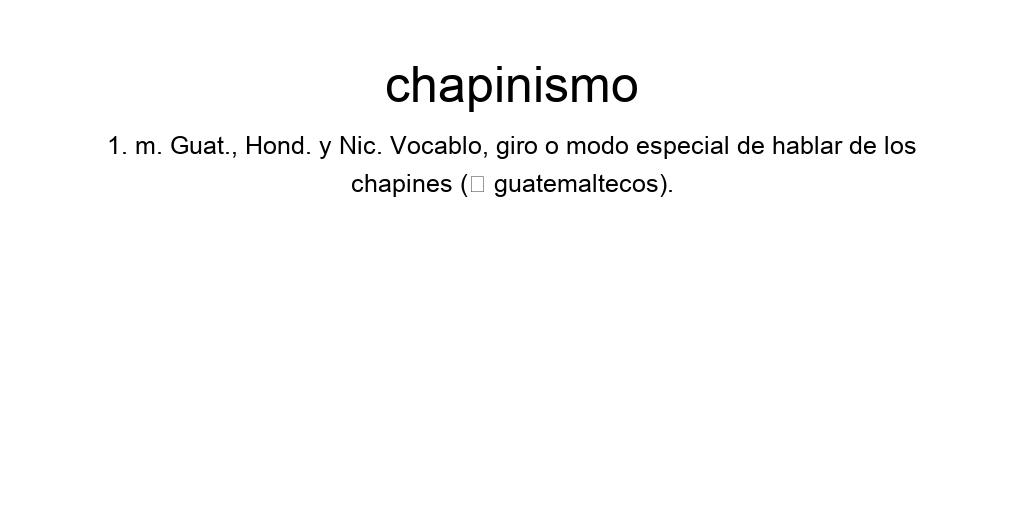 chapinismo
1. m. Guat., Hond. y Nic. Vocablo, giro o modo especial de hablar de los
chapines (□ guatemaltecos).